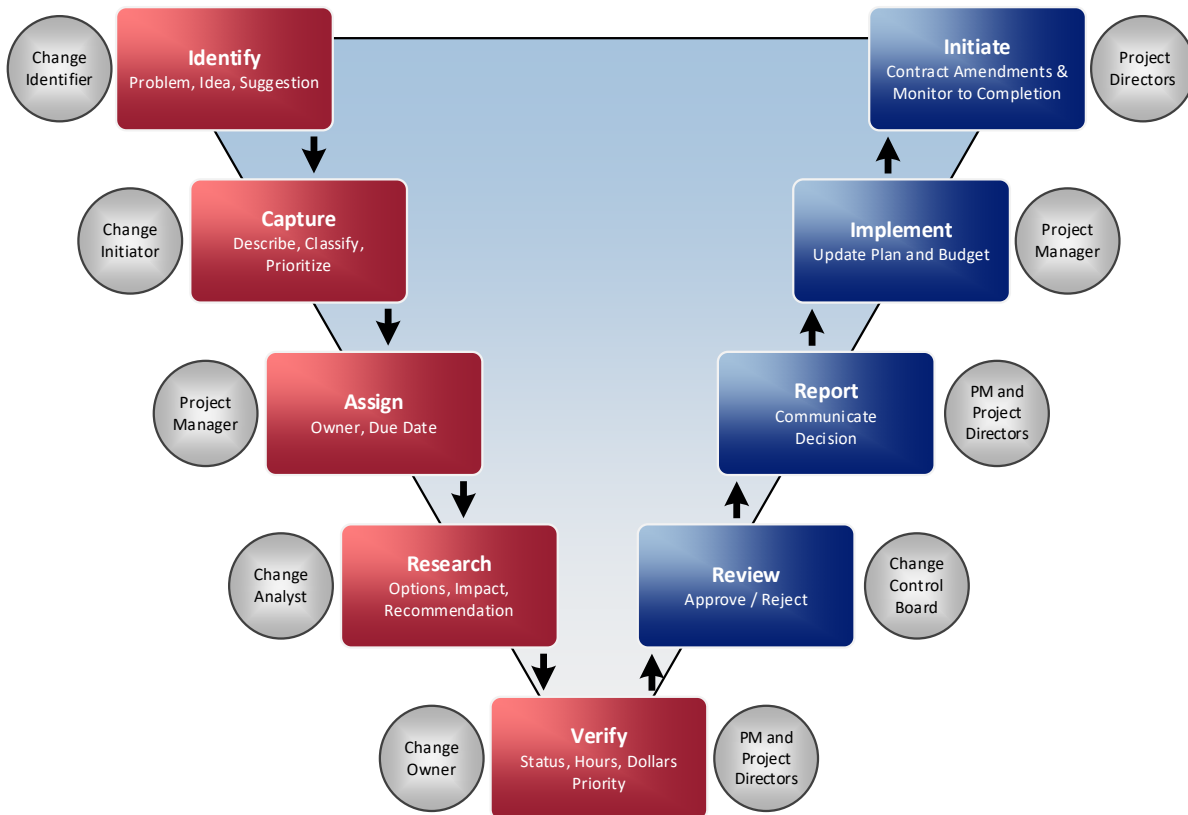 Change
Identifier
Identify
Problem, Idea, Suggestion
Initiate
Contract Amendments &
Monitor to Completion
Project
Directors
Change
Initiator
Capture
Describe, Classify,
Prioritize
Implement
Update Plan and Budget
Project
Manager
Project
Manager
Assign
Owner, Due Date
Report
Communicate
Decision
PM and
Project
Directors
Change
Analyst
Research
Options, Impact,
Recommendation
Review
Approve / Reject
Change
Control
Board
Change
Owner
Verify
Status, Hours, Dollars
Priority
PM and
Project
Directors